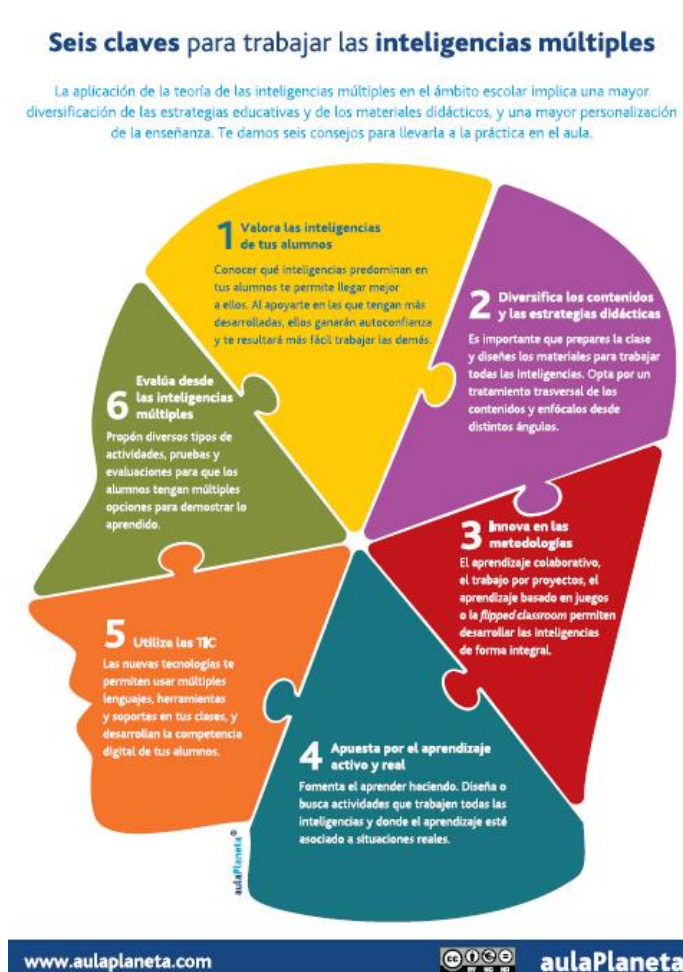 Seis claves para trabajar las inteligencias múltiples
La aplicación de la teoría de las inteligencias múltiples en el ámbito escolar implica una mayor
diversificación de las estrategias educativas y de los materiales didácticos, y una mayor personalización
de la enseñanza. Te damos seis consejos para llevarla a la práctica en el aula.
1 Valora las inteligencias
de tus alumnos
Conocer qué inteligencias predominan en
tus alumnos te permite llegar mejor
a ellos. Al apoyarte en las que tengan más
desarrolladas, ellos ganarán autoconfianza
y te resultará más fácil trabajar las demás.
2 Diversifica los contenidos
y las estrategias didácticas
Es importante que prepares la clase
y diseñes los materiales para trabajar
todas las inteligencias. Opta por un
tratamiento trasversal de los
contenidos y enfócalos desde
distintos ángulos.
3 Innova en las
metodologías
El aprendizaje colaborativo,
el trabajo por proyectos, el
aprendizaje basado en juegos
o la flipped classroom permiten
desarrollar las inteligencias
de forma integral.
4 Apuesta por el aprendizaje
activo y real
Fomenta el aprender haciendo. Diseña o
busca actividades que trabajen todas las
inteligencias y donde el aprendizaje esté
asociado a situaciones reales.
5 Utiliza las TIC
Las nuevas tecnologías te
permiten usar múltiples
lenguajes, herramientas
y soportes en tus clases, y
desarrollan la competencia
digital de tus alumnos.
6 Evalúa desde
las inteligencias
múltiples
Propón diversos tipos de
actividades, pruebas y
evaluaciones para que los
alumnos tengan múltiples
opciones para demostrar lo
aprendido.
aulaPlaneta®
www.aulaplaneta.com
cc BY NC ND
aulaPlaneta